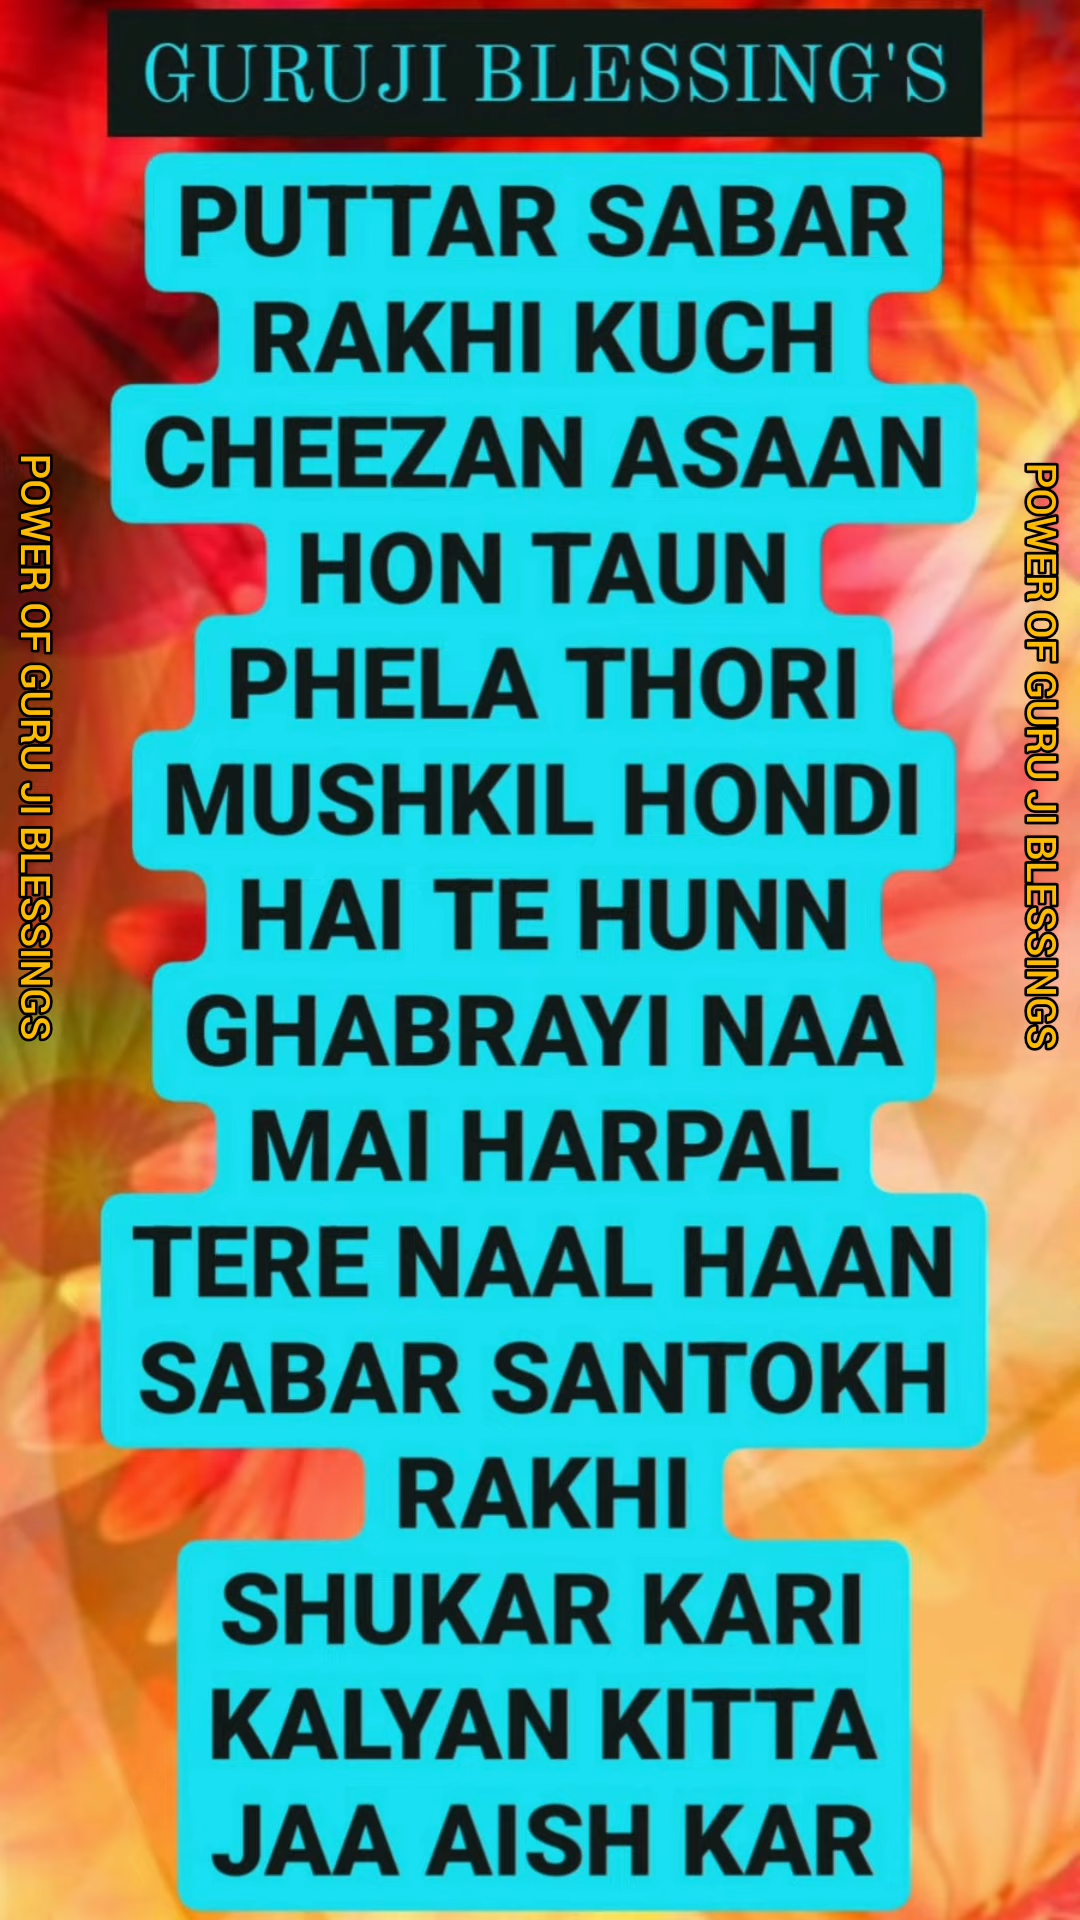 GURUJI BLESSING'S
PUTTAR SABAR
RAKHI KUCH
CHEEZAN ASAAN
HON TAUN
PHELA THORI
MUSHKIL HONDI
HAI TE HUNN
GHABRAYI NAA
MAI HARPAL
TERE NAAL HAAN
SABAR SANTOKH
RAKHI
SHUKAR KARI
KALYAN KITTA
JAA AISH KAR
POWER OF GURU JI BLESSINGS
POWER OF GURU JI BLESSINGS